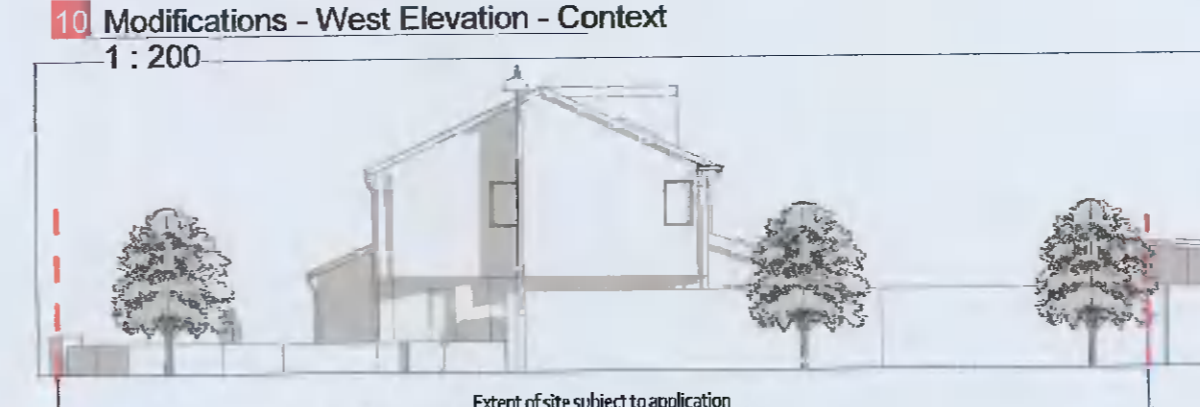 10 Modifications - West Elevation - Context
1 : 200
Extent of site subject to application